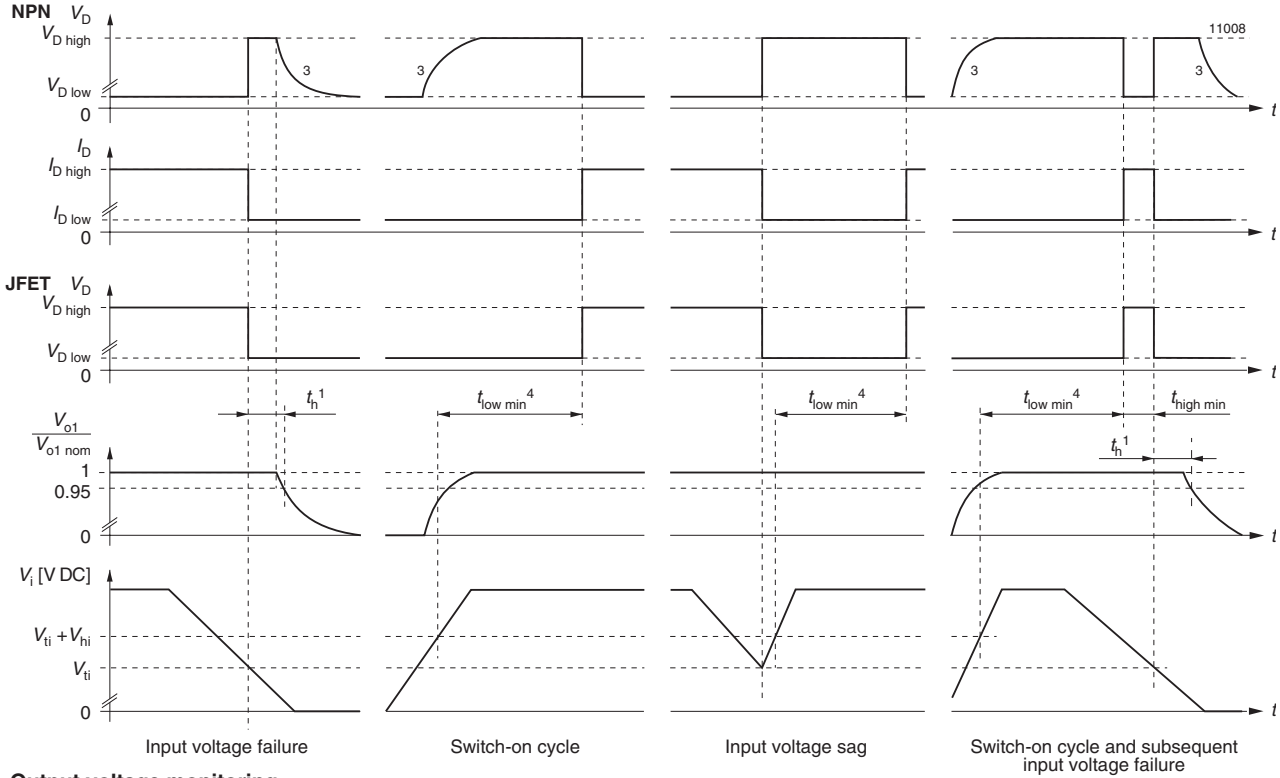 NPN V_D
V_D high
11008
3
3
3
3
V_D low
0
t
I_D
I_D high
I_D low
0
t
JFET V_D
V_D high
V_D low
0
t
t_h^1
t_low min^4
t_low min^4
t_low min^4
t_high min
V_o1
V_o1 nom
t_h^1
1
0.95
0
t
V_i [V DC]
V_ti + V_hi
V_ti
0
t
Input voltage failure
Switch-on cycle
Input voltage sag
Switch-on cycle and subsequent
input voltage failure